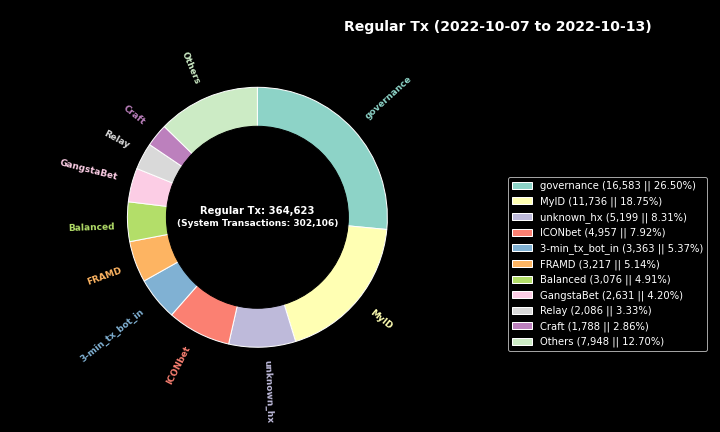 Regular Tx (2022-10-07 to 2022-10-13)
Others
governance
Craft
Relay
GangstaBet
Balanced
FRAMD
3-min_tx_bot_in
ICONbet
unknown_hx
MyID
Regular Tx: 364,623
(System Transactions: 302,106)
governance (16,583 || 26.50%)
MyID (11,736 || 18.75%)
unknown_hx (5,199 || 8.31%)
ICONbet (4,957 || 7.92%)
3-min_tx_bot_in (3,363 || 5.37%)
FRAMD (3,217 || 5.14%)
Balanced (3,076 || 4.91%)
GangstaBet (2,631 || 4.20%)
Relay (2,086 || 3.33%)
Craft (1,788 || 2.86%)
Others (7,948 || 12.70%)